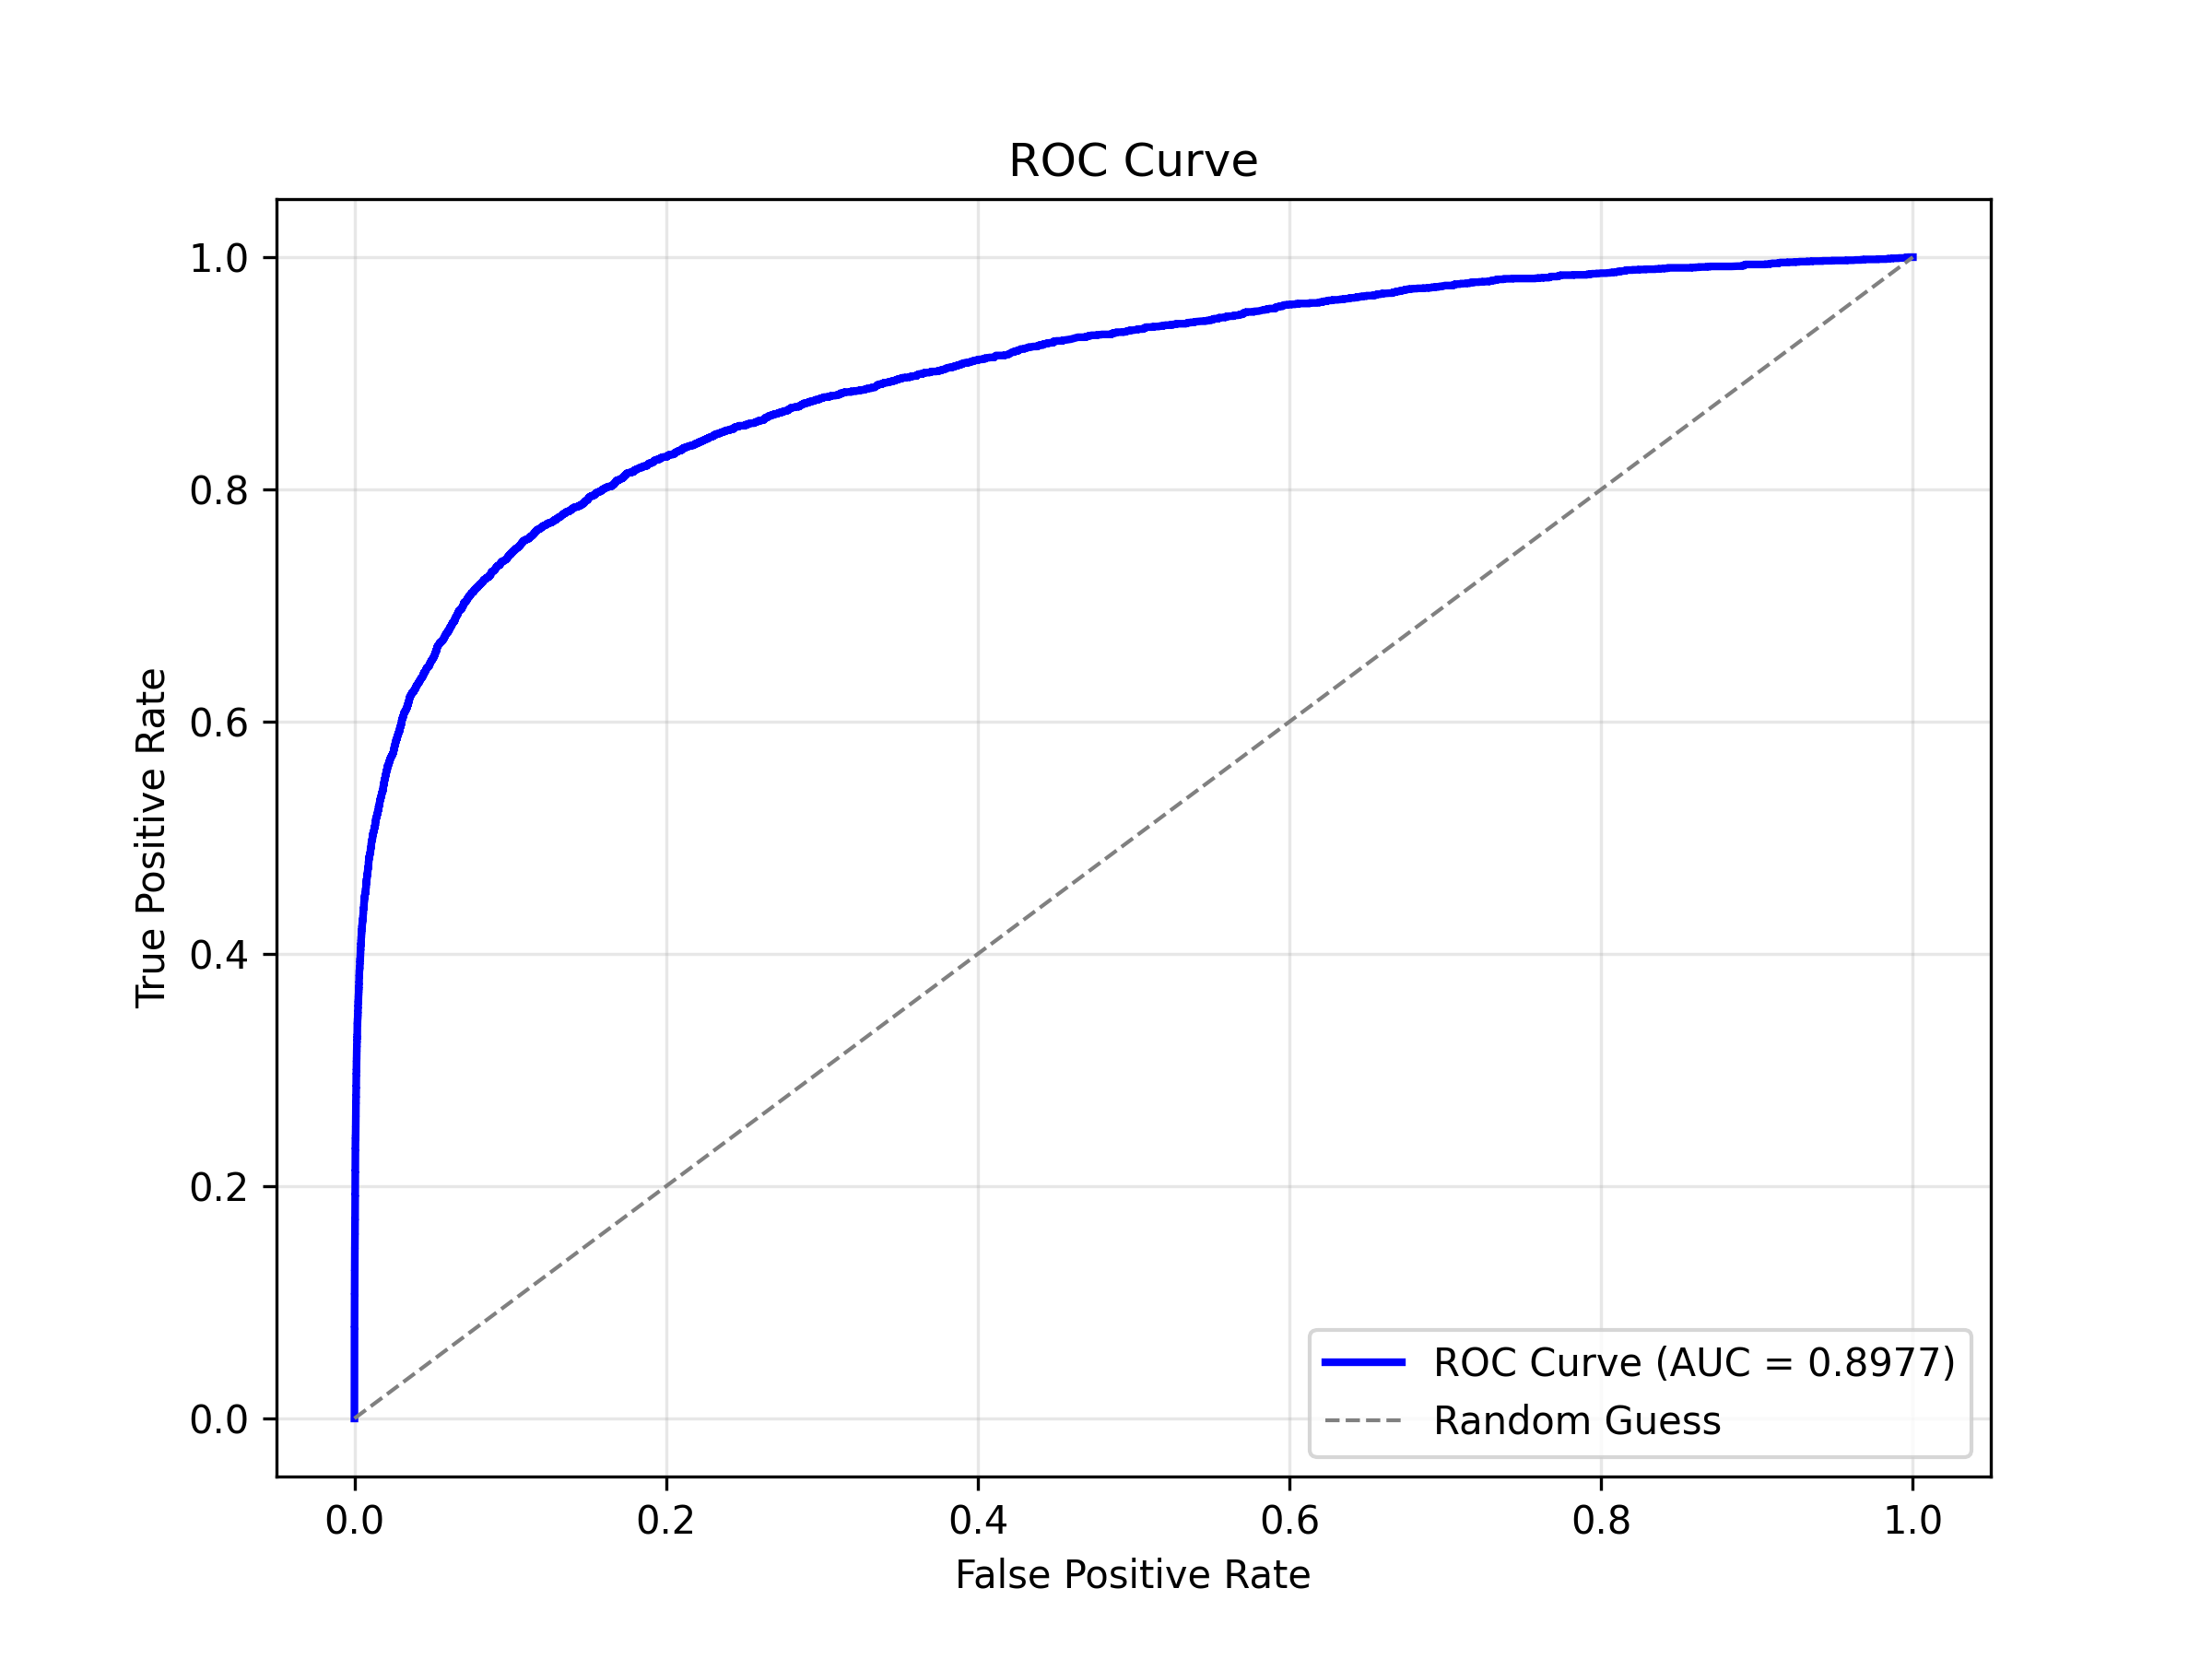 ROC Curve
1.0
0.8
0.6
0.4
0.2
0.0
True Positive Rate
0.0 0.2 0.4 0.6 0.8 1.0
False Positive Rate
ROC Curve (AUC = 0.8977)
Random Guess